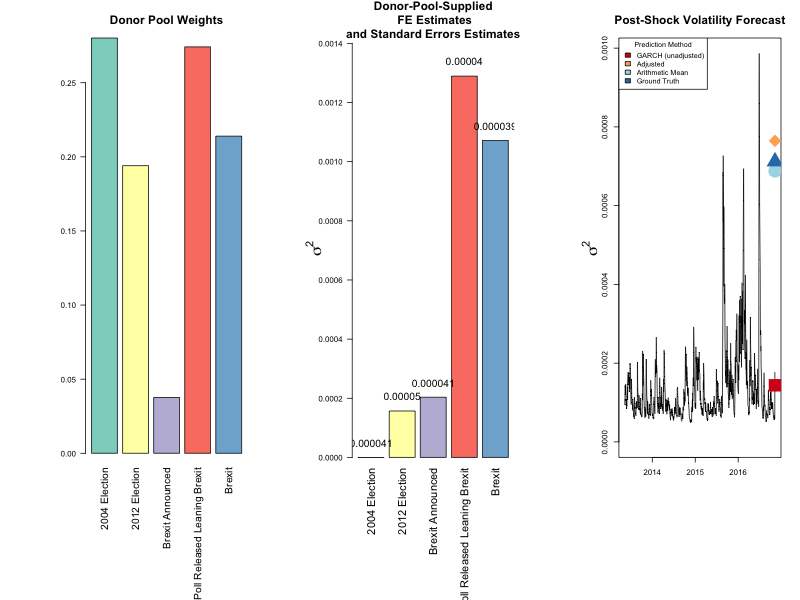 Donor Pool Weights
0.00
0.05
0.10
0.15
0.20
0.25
2004 Election
2012 Election
Brexit Announced
Poll Released Leaning Brexit
Brexit
Donor-Pool-Supplied
FE Estimates
and Standard Errors Estimates
σ2
0.0000
0.0002
0.0004
0.0006
0.0008
0.0010
0.0012
0.0014
0.000041
0.00005
0.000041
0.00004
0.000039
2004 Election
2012 Election
Brexit Announced
oll Released Leaning Brexit
Brexit
Post-Shock Volatility Forecast
σ2
0.0000
0.0002
0.0004
0.0006
0.0008
0.0010
Prediction Method
GARCH (unadjusted)
Adjusted
Arithmetic Mean
Ground Truth
2014
2015
2016